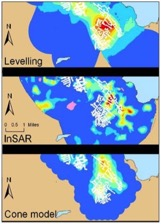 Levelling
N
N
0 0.5 1 Miles
InSAR
N
Cone model